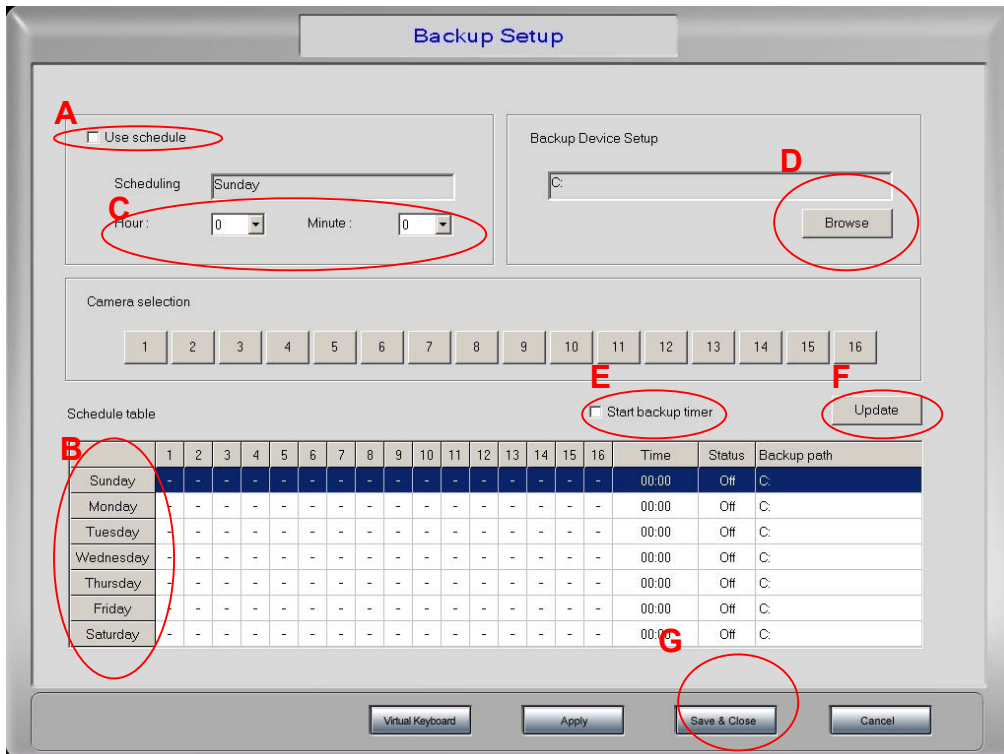 Backup Setup
A
Use schedule
Backup Device Setup
D
Scheduling Sunday
C:
C
Hour : 0 Minute : 0
Browse
Camera selection
1 2 3 4 5 6 7 8 9 10 11 12 13 14 15 16
E
F
Schedule table
Start backup timer
Update
B
1 2 3 4 5 6 7 8 9 10 11 12 13 14 15 16 Time Status Backup path
Sunday - - - - - - - - - - - - - - - - 00:00 Off C:
Monday - - - - - - - - - - - - - - - - 00:00 Off C:
Tuesday - - - - - - - - - - - - - - - - 00:00 Off C:
Wednesday - - - - - - - - - - - - - - - - 00:00 Off C:
Thursday - - - - - - - - - - - - - - - - 00:00 Off C:
Friday - - - - - - - - - - - - - - - - 00:00 Off C:
Saturday - - - - - - - - - - - - - - - - 00:00 Off C:
G
Virtual Keyboard Apply Save & Close Cancel